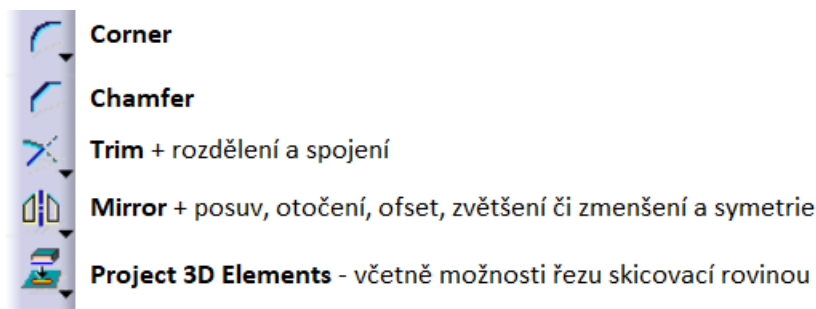 Corner
Chamfer
Trim + rozdělení a spojení
Mirror + posuv, otočení, ofset, zvětšení či zmenšení a symetrie
Project 3D Elements - včetně možnosti řezu skicovací rovinou